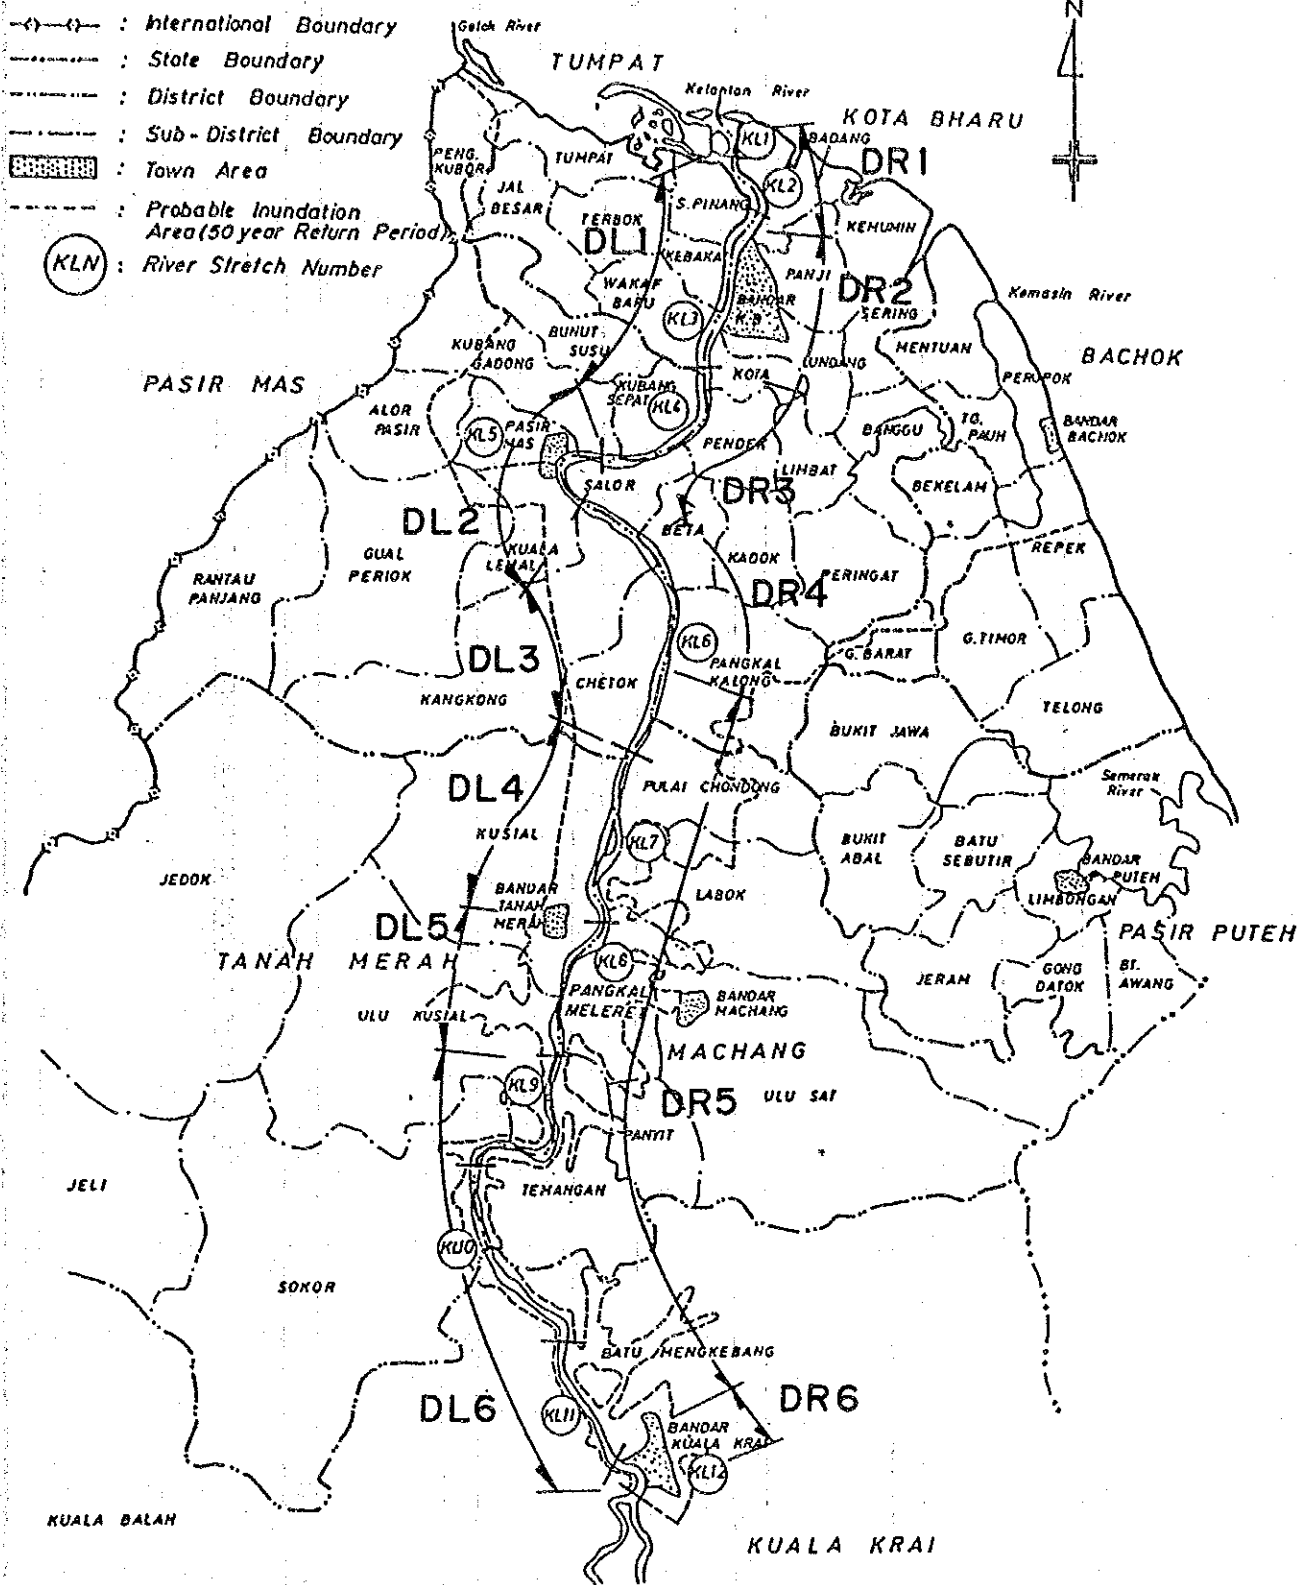 : International Boundary
: State Boundary
: District Boundary
: Sub-District Boundary
: Town Area
: Probable Inundation
Area (50 year Return Period)
KLN : River Stretch Number
N
Golok River
TUMPAT
Kelantan River
KOTA BHARU
KL1
BADANG
DR1
PENG.
KUBOR
TUMPAT
JAL
BESAR
KL2
S.PINANG
TERBOK
DL1
KEMUMIN
KEBAKA
PANJI
WAKAF
BARU
DR2
BANDAR
K.B
SERING
Kemasin River
KL3
BUNUT
SUSU
KUBANG
GADONG
MENTUAN
BACHOK
LUNDANG
KOTA
PERUPOK
PASIR MAS
KUBANG
SEPAT
KL4
ALOR
PASIR
KL5
PASIR
MAS
PENDER
BANGGU
TG.
PAUH
BANDAR
BACHOK
LIMBAT
SALOR
DR3
BEKELAM
DL2
BETA
KADOK
REPEK
GUAL
PERIOK
KUALA
LEMAL
RANTAU
PANJANG
PERINGAT
DR4
G.TIMOR
KL6
G.BARAT
DL3
PANGKAL
KALONG
CHETOK
KANGKONG
TELONG
BUKIT JAWA
DL4
PULAI CHONDONG
Semerak
River
KUSIAL
KL7
BUKIT
ABAL
BATU
SEBUTIR
BANDAR
P. PUTEH
JEDOK
BANDAR
TANAH
MERAH
LABOK
LIMBONGAN
DL5
PASIR PUTEH
TANAH MERAH
KL8
JERAM
GONG
DATOK
BT.
AWANG
PANGKAL
MELERET
BANDAR
MACHANG
ULU KUSIAL
MACHANG
KL9
DR5
ULU SAT
PANYIT
JELI
TEMANGAN
KL10
SOKOR
BATU MENGKEBANG
DL6
DR6
KL11
BANDAR
KUALA KRAI
KL12
KUALA BALAH
KUALA KRAI